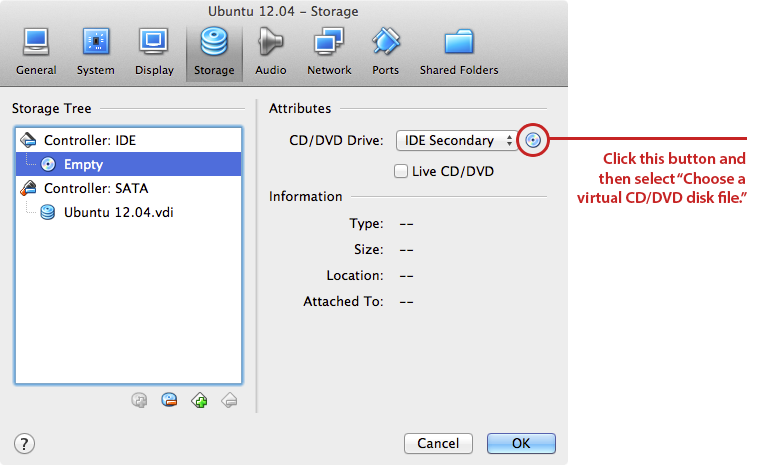 Ubuntu 12.04 – Storage
General
System
Display
Storage
Audio
Network
Ports
Shared Folders
Storage Tree
Controller: IDE
Empty
Controller: SATA
Ubuntu 12.04.vdi
Attributes
CD/DVD Drive: IDE Secondary
Live CD/DVD
Information
Type: --
Size: --
Location: --
Attached To: --
Click this button and
then select “Choose a
virtual CD/DVD disk file.”
?
Cancel
OK